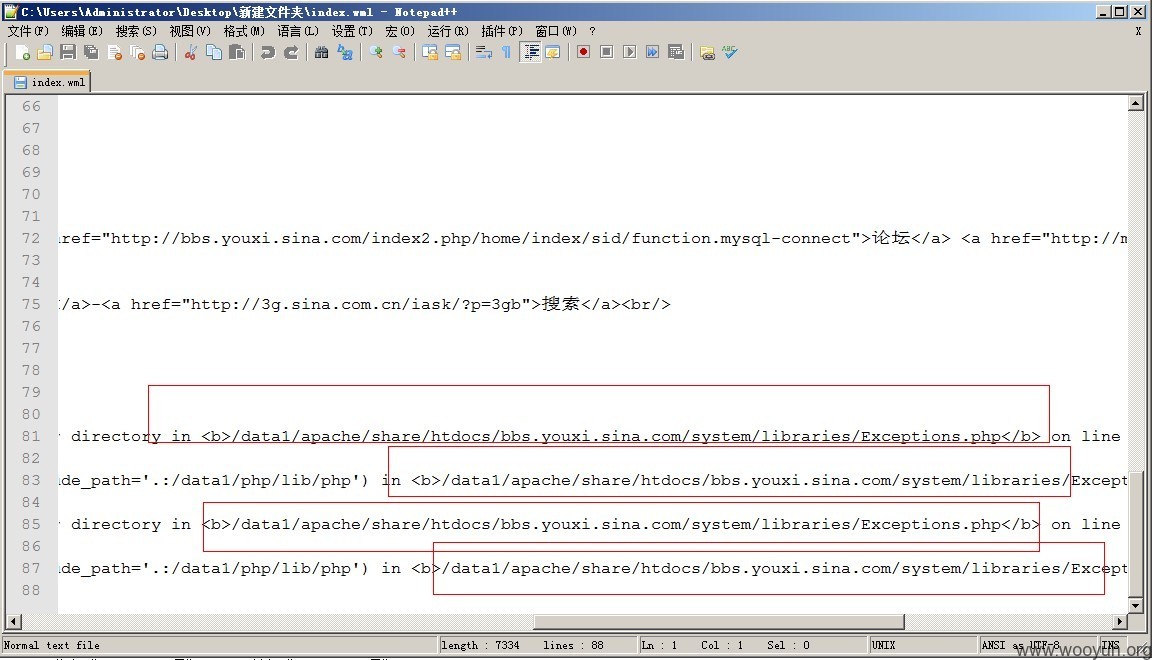 C:\Users\Administrator\Desktop\新建文件夹\index.wml - Notepad++
文件(F) 编辑(E) 搜索(S) 视图(V) 格式(M) 语言(L) 设置(T) 宏(O) 运行(R) 插件(P) 窗口(W) ? X
index.wml
66
67
68
69
70
71
72 href="http://bbs.youxi.sina.com/index2.php/home/index/sid/function.mysql-connect">论坛</a> <a href="http://m
73
74
75 /a>-<a href="http://3g.sina.com.cn/iask/?p=3gb">搜索</a><br/>
76
77
78
79
80
81 directory in <b>/data1/apache/share/htdocs/bbs.youxi.sina.com/system/libraries/Exceptions.php</b> on line
82
83 de_path='.:/data1/php/lib/php') in <b>/data1/apache/share/htdocs/bbs.youxi.sina.com/system/libraries/Except
84
85 directory in <b>/data1/apache/share/htdocs/bbs.youxi.sina.com/system/libraries/Exceptions.php</b> on line
86
87 de_path='.:/data1/php/lib/php') in <b>/data1/apache/share/htdocs/bbs.youxi.sina.com/system/libraries/Except
88
Normal text file length : 7334 lines : 88 Ln : 1 Col : 1 Sel : 0 UNIX ANSI as UTF-8 INS
www.wooyun.org